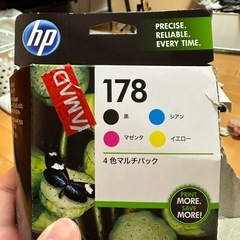 hp
PRECISE.
RELIABLE.
EVERY TIME.
178
黒
シアン
マゼンタ
イエロー
4色マルチパック
PRINT
MORE.
SAVE
MORE!